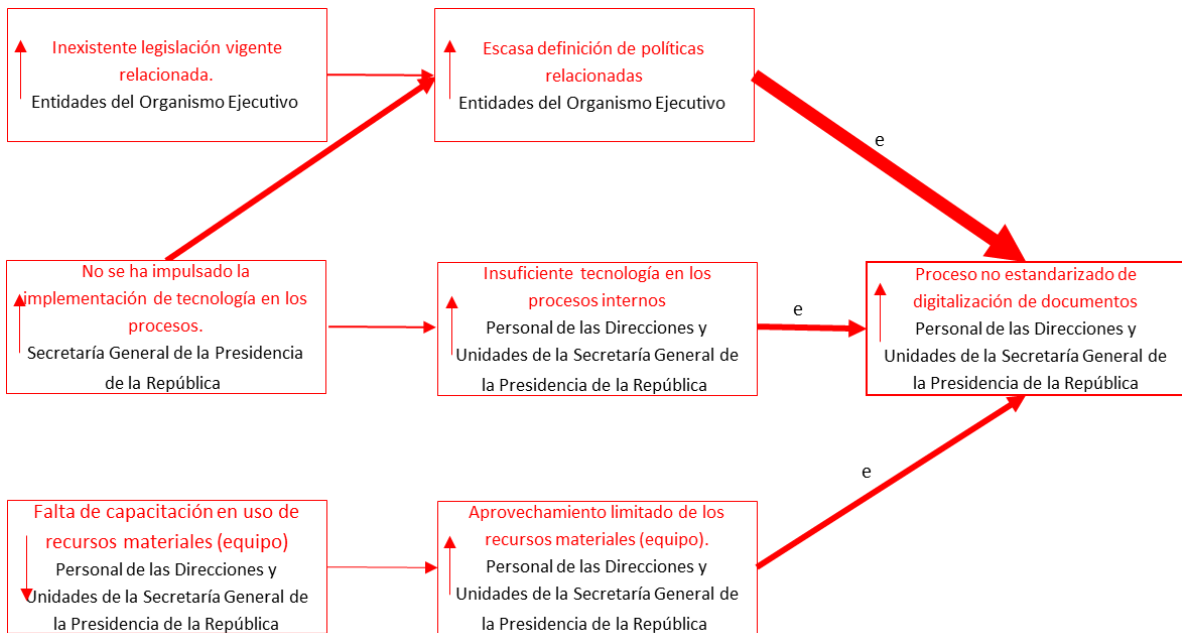 Inexistente legislación vigente
relacionada.
Entidades del Organismo Ejecutivo
Escasa definición de políticas
relacionadas
Entidades del Organismo Ejecutivo
e
No se ha impulsado la
implementación de tecnología en los
procesos.
Secretaría General de la Presidencia
de la República
Insuficiente tecnología en los
procesos internos
Personal de las Direcciones y
Unidades de la Secretaría General de
la Presidencia de la República
e
Proceso no estandarizado de
digitalización de documentos
Personal de las Direcciones y
Unidades de la Secretaría General de
la Presidencia de la República
e
Falta de capacitación en uso de
recursos materiales (equipo)
Personal de las Direcciones y
Unidades de la Secretaría General de
la Presidencia de la República
Aprovechamiento limitado de los
recursos materiales (equipo).
Personal de las Direcciones y
Unidades de la Secretaría General de
la Presidencia de la República